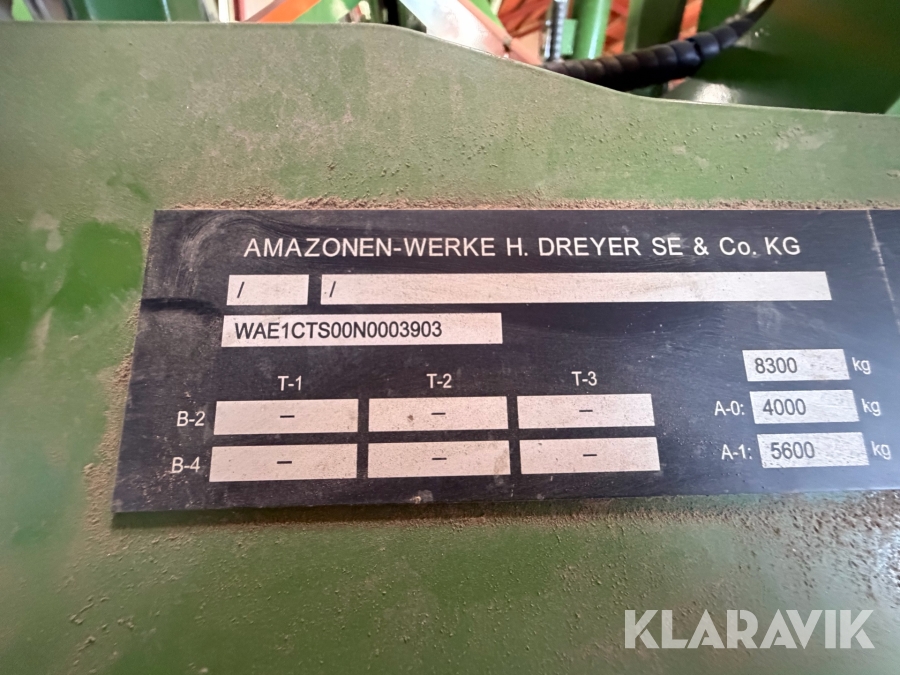 AMAZONEN-WERKE H. DREYER SE & Co. KG
/ /
WAE1CTS00N0003903
8300 kg
T-1 T-2 T-3
B-2 – – – A-0: 4000 kg
B-4 – – – A-1: 5600 kg
KLARAVIK